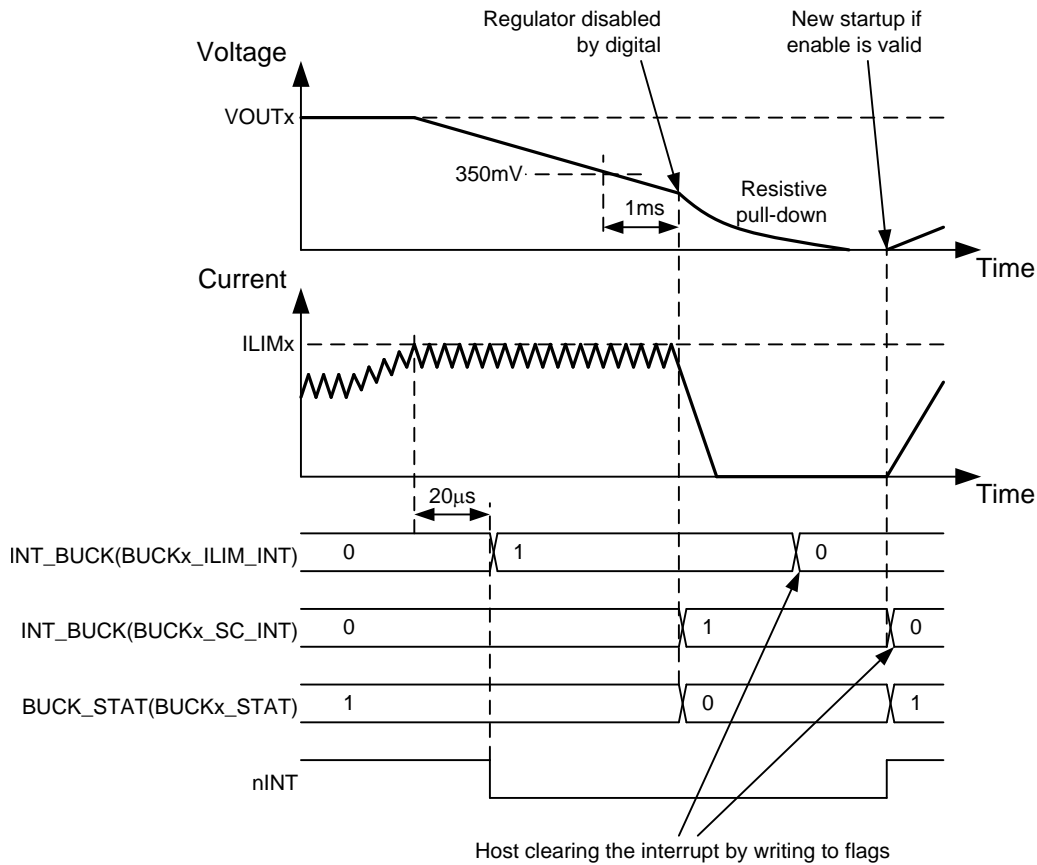 Regulator disabled
by digital
New startup if
enable is valid
Voltage
VOUTx
350mV
1ms
Resistive
pull-down
Time
Current
ILIMx
Time
20μs
INT_BUCK(BUCKx_ILIM_INT)
0
1
0
INT_BUCK(BUCKx_SC_INT)
0
1
0
BUCK_STAT(BUCKx_STAT)
1
0
1
nINT
Host clearing the interrupt by writing to flags